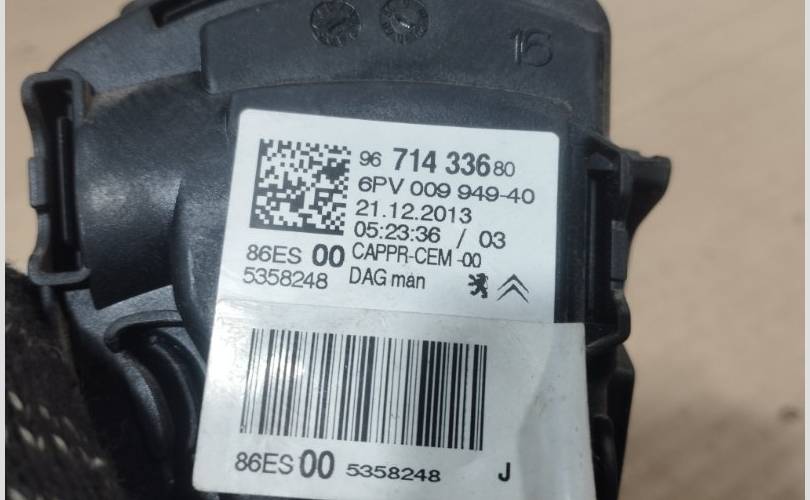 16
96 714 336 80
6PV 009 949-40
21.12.2013
05:23:36 / 03
86ES 00 CAPPR-CEM -00
5358248 DAG mán
86ES 00 5358248 J